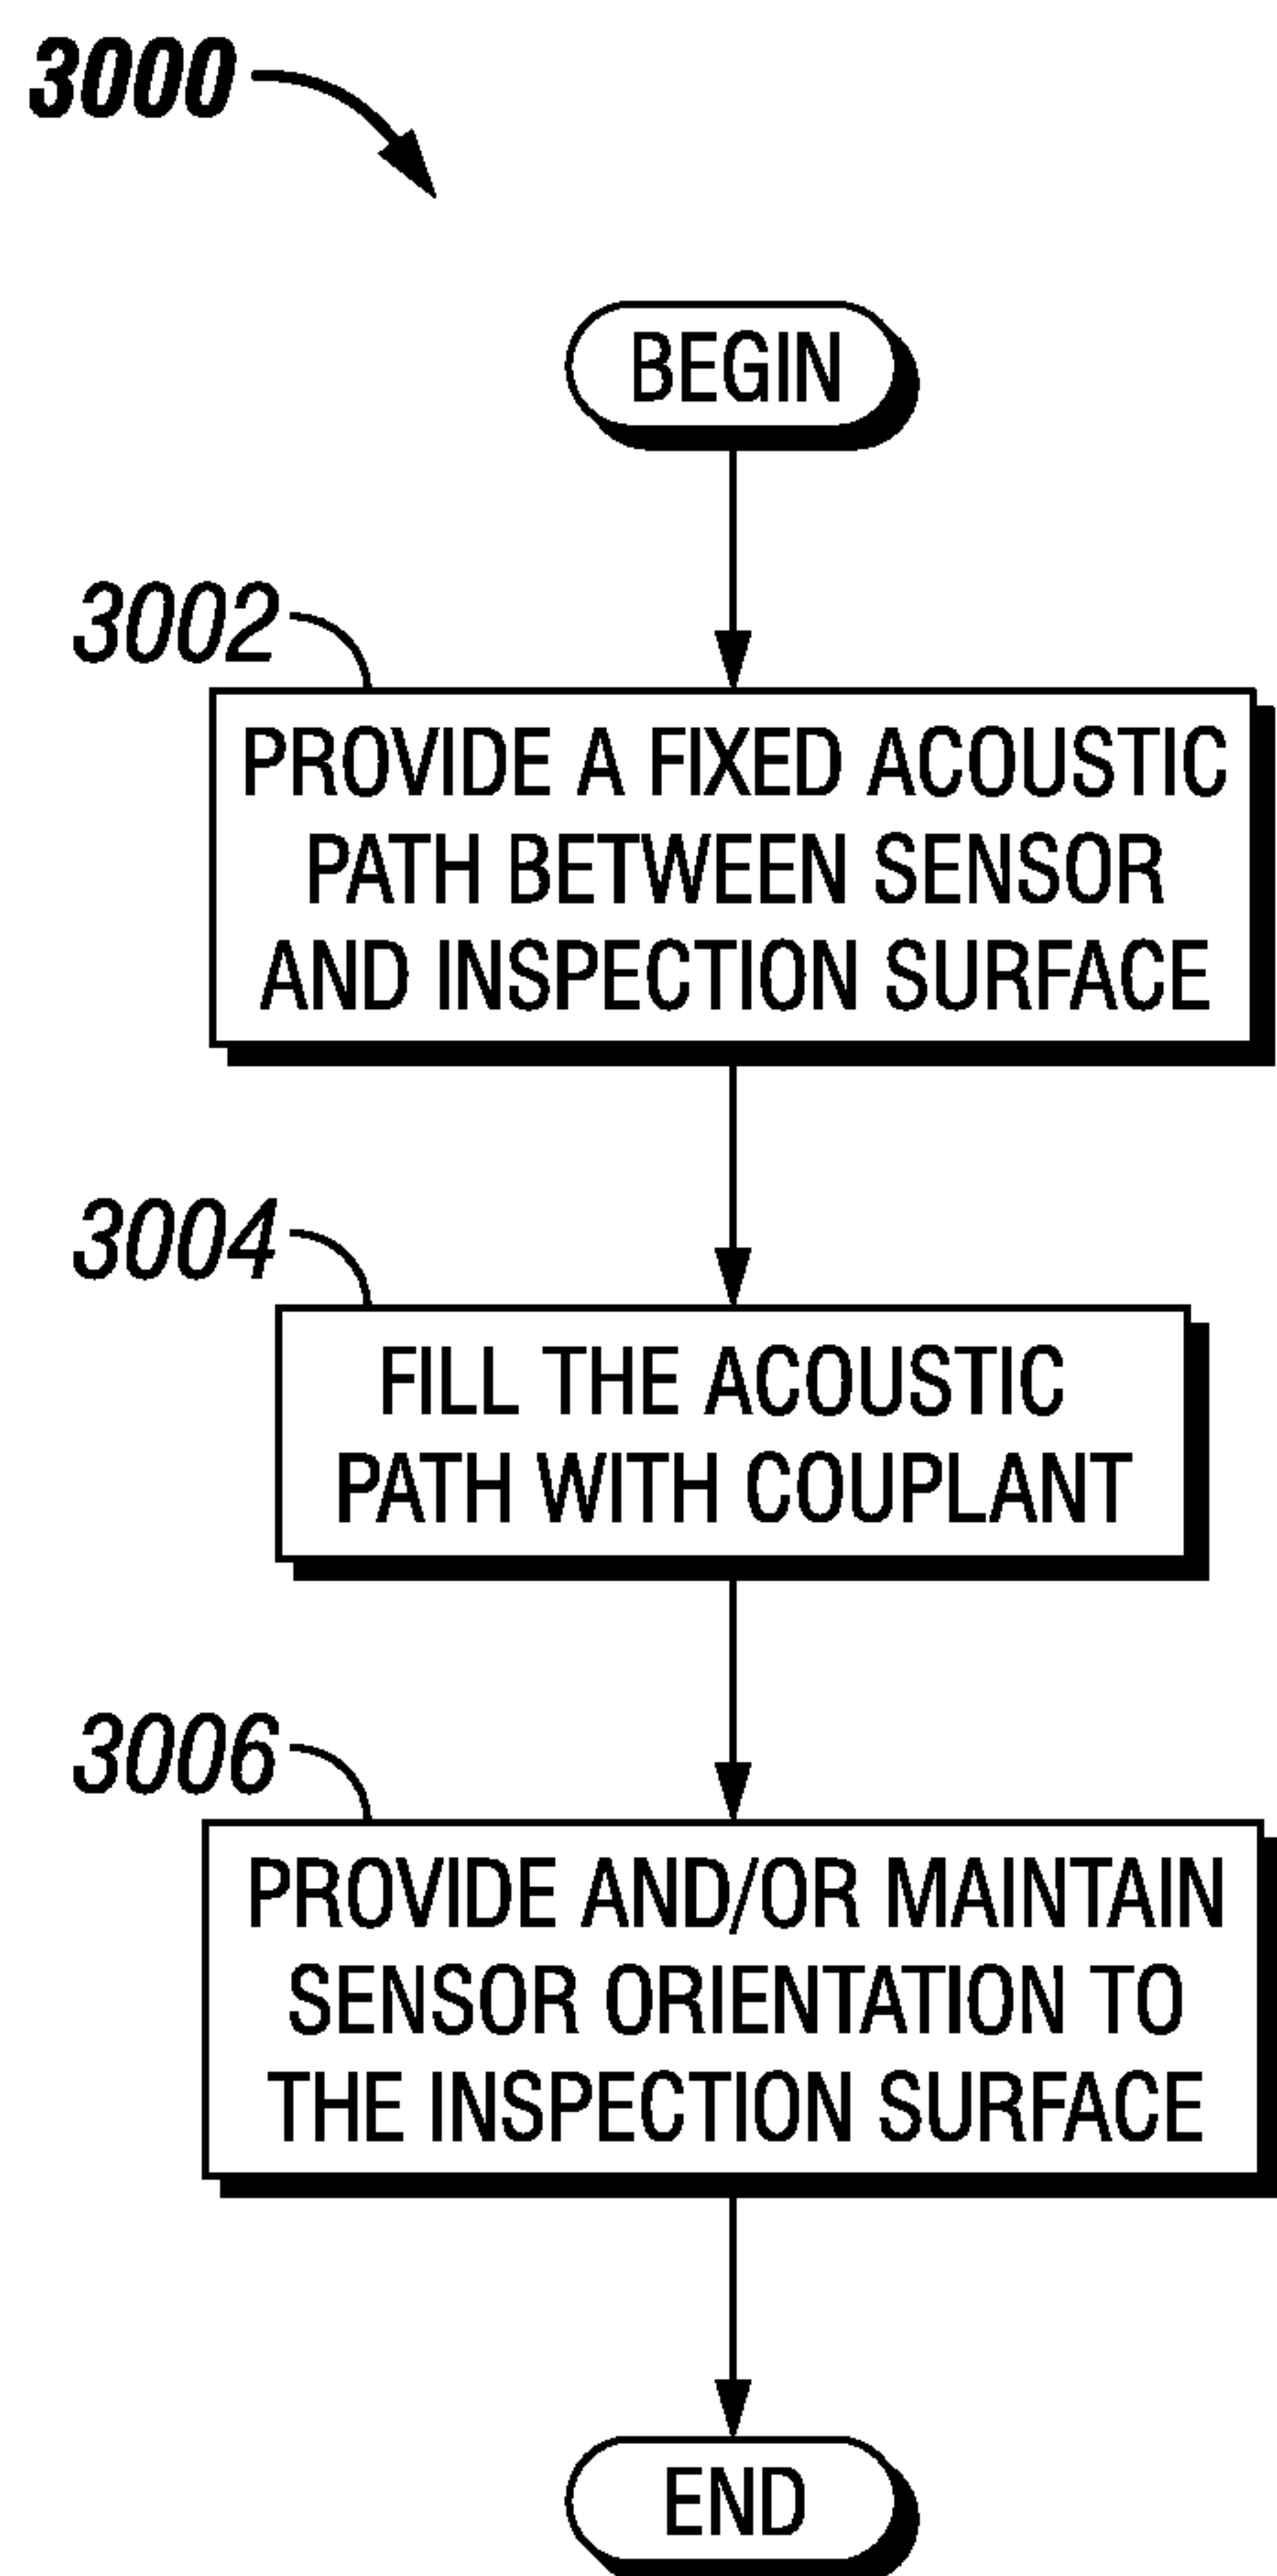 3000
BEGIN
3002
PROVIDE A FIXED ACOUSTIC
PATH BETWEEN SENSOR
AND INSPECTION SURFACE
3004
FILL THE ACOUSTIC
PATH WITH COUPLANT
3006
PROVIDE AND/OR MAINTAIN
SENSOR ORIENTATION TO
THE INSPECTION SURFACE
END